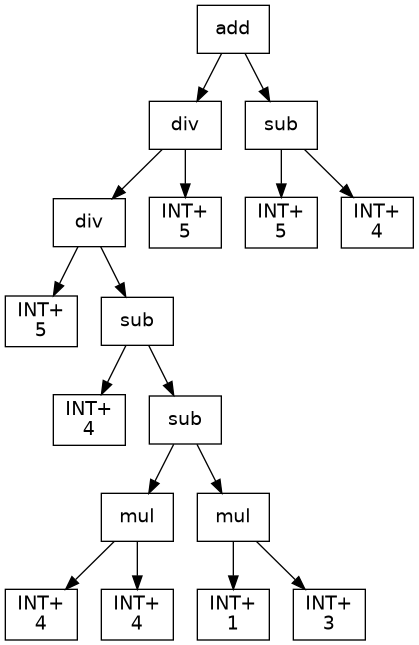 add
div
sub
div
INT+
5
INT+
5
INT+
4
INT+
5
sub
INT+
4
sub
mul
mul
INT+
4
INT+
4
INT+
1
INT+
3